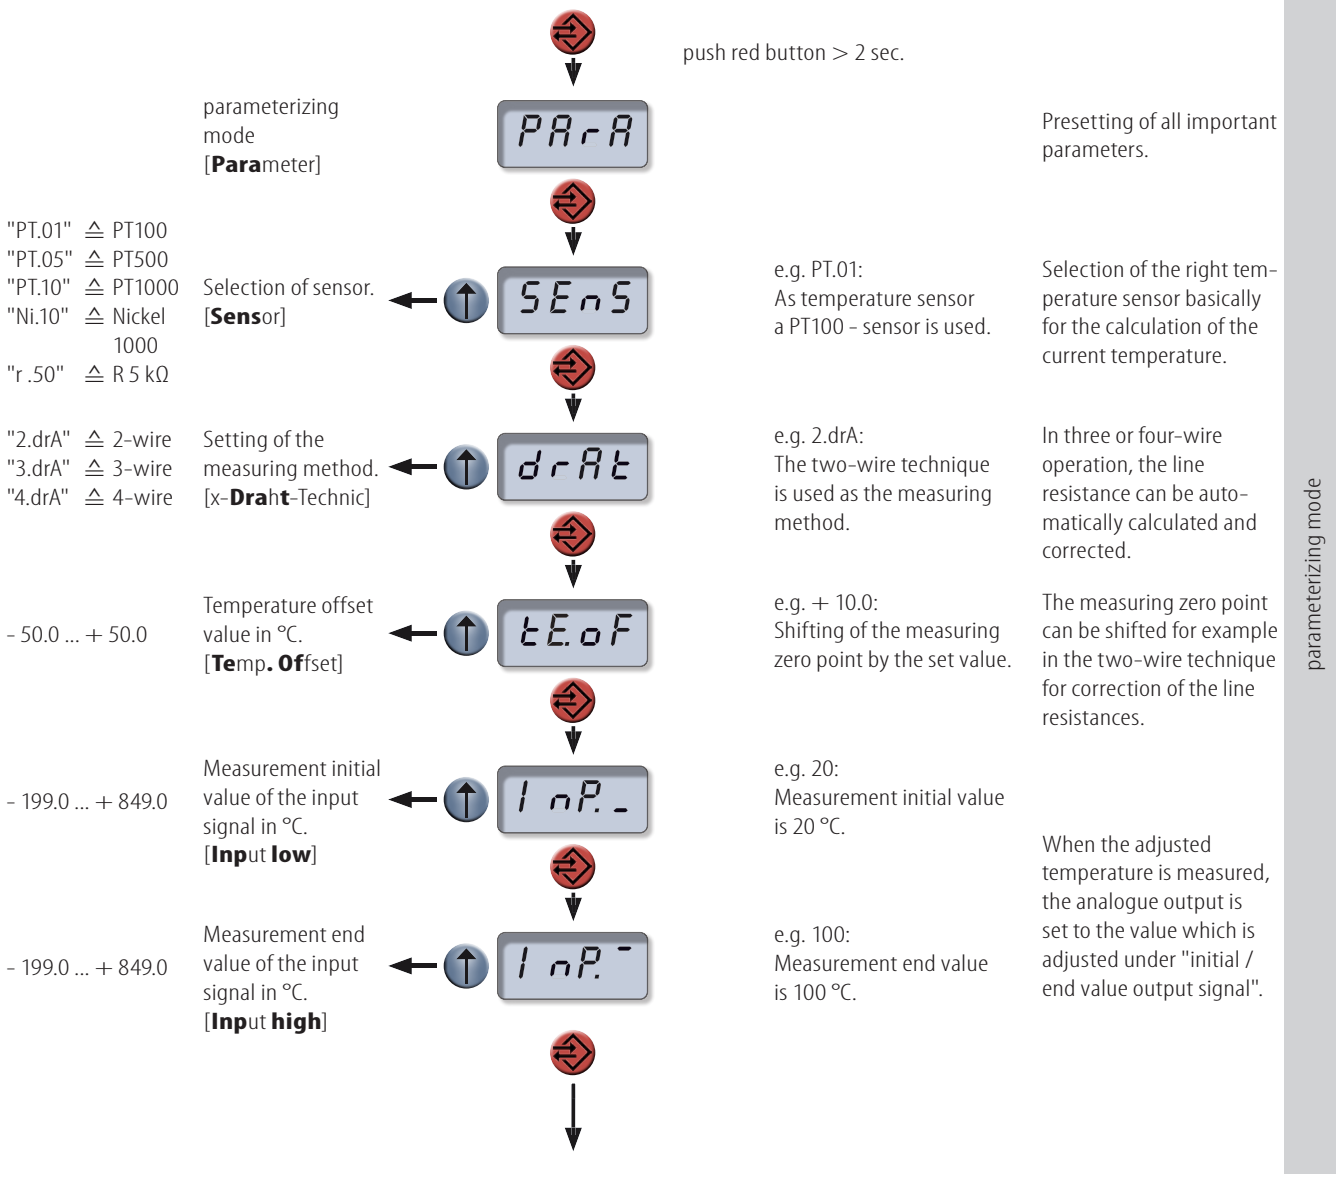 push red button > 2 sec.
parameterizing
mode
[Parameter]
PArA
Presetting of all important
parameters.
"PT.01" ≙ PT100
"PT.05" ≙ PT500
"PT.10" ≙ PT1000
"Ni.10" ≙ Nickel
1000
"r .50" ≙ R 5 kΩ
Selection of sensor.
[Sensor]
SEnS
e.g. PT.01:
As temperature sensor
a PT100 - sensor is used.
Selection of the right tem-
perature sensor basically
for the calculation of the
current temperature.
"2.drA" ≙ 2-wire
"3.drA" ≙ 3-wire
"4.drA" ≙ 4-wire
Setting of the
measuring method.
[x-Draht-Technic]
drAt
e.g. 2.drA:
The two-wire technique
is used as the measuring
method.
In three or four-wire
operation, the line
resistance can be auto-
matically calculated and
corrected.
- 50.0 ... + 50.0
Temperature offset
value in °C.
[Temp. Offset]
tE.oF
e.g. + 10.0:
Shifting of the measuring
zero point by the set value.
The measuring zero point
can be shifted for example
in the two-wire technique
for correction of the line
resistances.
- 199.0 ... + 849.0
Measurement initial
value of the input
signal in °C.
[Input low]
InP._
e.g. 20:
Measurement initial value
is 20 °C.
- 199.0 ... + 849.0
Measurement end
value of the input
signal in °C.
[Input high]
InP.¯
e.g. 100:
Measurement end value
is 100 °C.
When the adjusted
temperature is measured,
the analogue output is
set to the value which is
adjusted under "initial /
end value output signal".
parameterizing mode